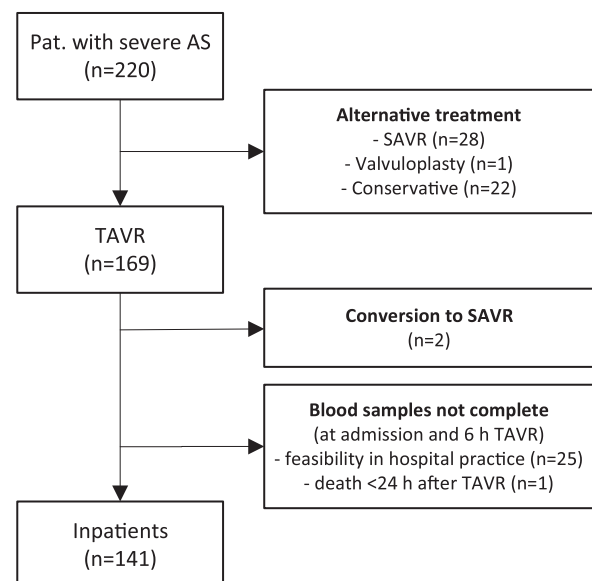 Pat. with severe AS
(n=220)
Alternative treatment
- SAVR (n=28)
- Valvuloplasty (n=1)
- Conservative (n=22)
TAVR
(n=169)
Conversion to SAVR
(n=2)
Blood samples not complete
(at admission and 6 h TAVR)
- feasibility in hospital practice (n=25)
- death <24 h after TAVR (n=1)
Inpatients
(n=141)